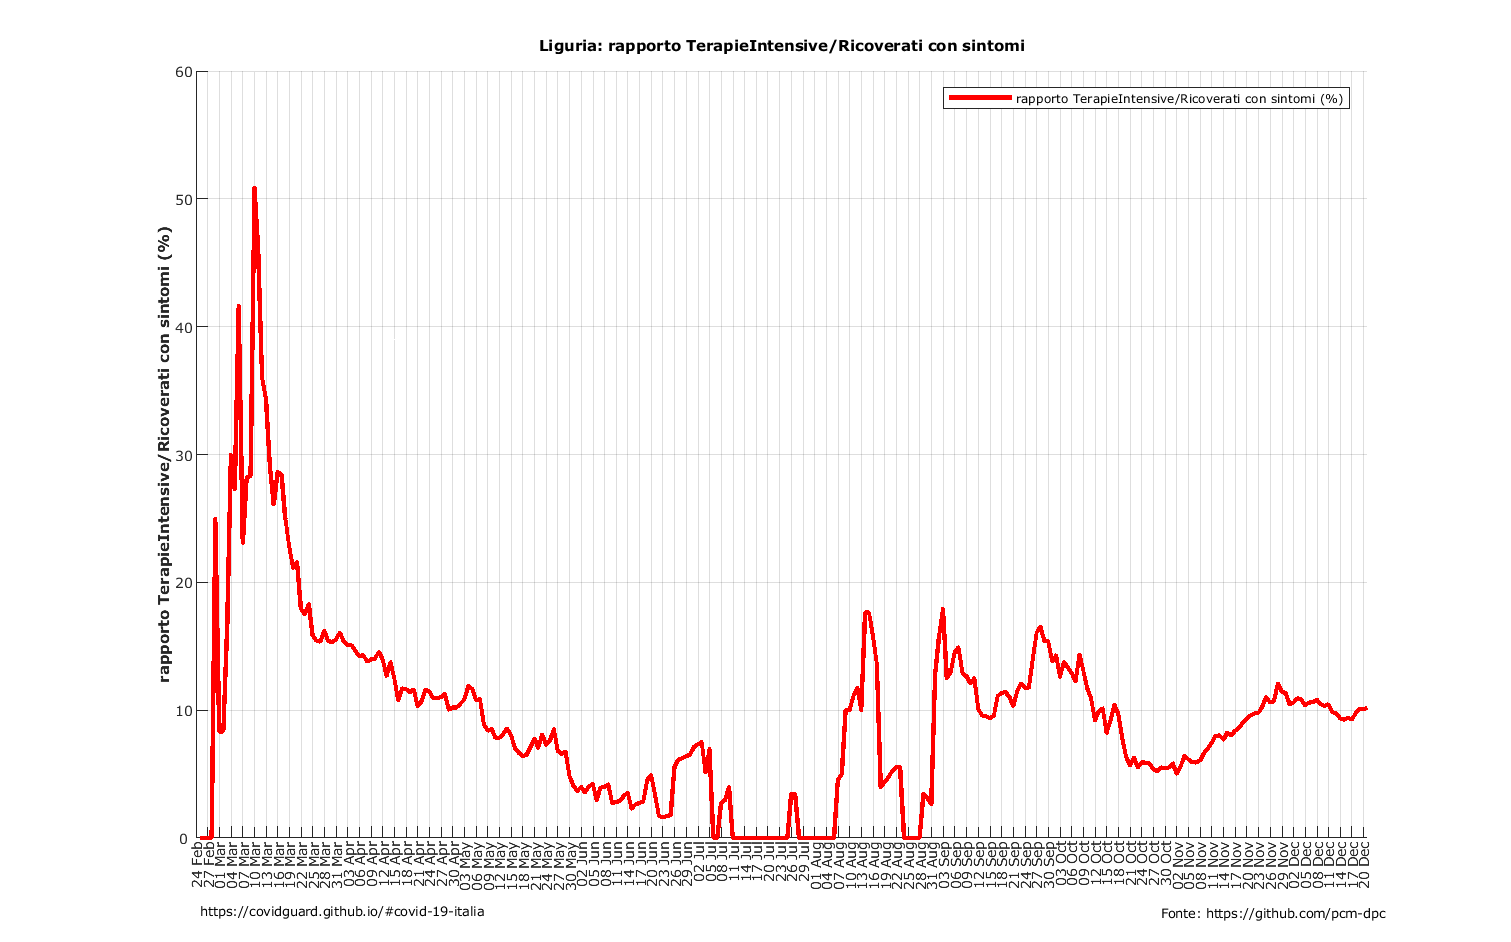 Liguria: rapporto TerapieIntensive/Ricoverati con sintomi
rapporto TerapieIntensive/Ricoverati con sintomi (%)
rapporto TerapieIntensive/Ricoverati con sintomi (%)
60
50
40
30
20
10
0
24 Feb
27 Feb
01 Mar
04 Mar
07 Mar
10 Mar
13 Mar
16 Mar
19 Mar
22 Mar
25 Mar
28 Mar
31 Mar
03 Apr
06 Apr
09 Apr
12 Apr
15 Apr
18 Apr
21 Apr
24 Apr
27 Apr
30 Apr
03 May
06 May
09 May
12 May
15 May
18 May
21 May
24 May
27 May
30 May
02 Jun
05 Jun
08 Jun
11 Jun
14 Jun
17 Jun
20 Jun
23 Jun
26 Jun
29 Jun
02 Jul
05 Jul
08 Jul
11 Jul
14 Jul
17 Jul
20 Jul
23 Jul
26 Jul
29 Jul
01 Aug
04 Aug
07 Aug
10 Aug
13 Aug
16 Aug
19 Aug
22 Aug
25 Aug
28 Aug
31 Aug
03 Sep
06 Sep
09 Sep
12 Sep
15 Sep
18 Sep
21 Sep
24 Sep
27 Sep
30 Sep
03 Oct
06 Oct
09 Oct
12 Oct
15 Oct
18 Oct
21 Oct
24 Oct
27 Oct
30 Oct
02 Nov
05 Nov
08 Nov
11 Nov
14 Nov
17 Nov
20 Nov
23 Nov
26 Nov
29 Nov
02 Dec
05 Dec
08 Dec
11 Dec
14 Dec
17 Dec
20 Dec
https://covidguard.github.io/#covid-19-italia
Fonte: https://github.com/pcm-dpc